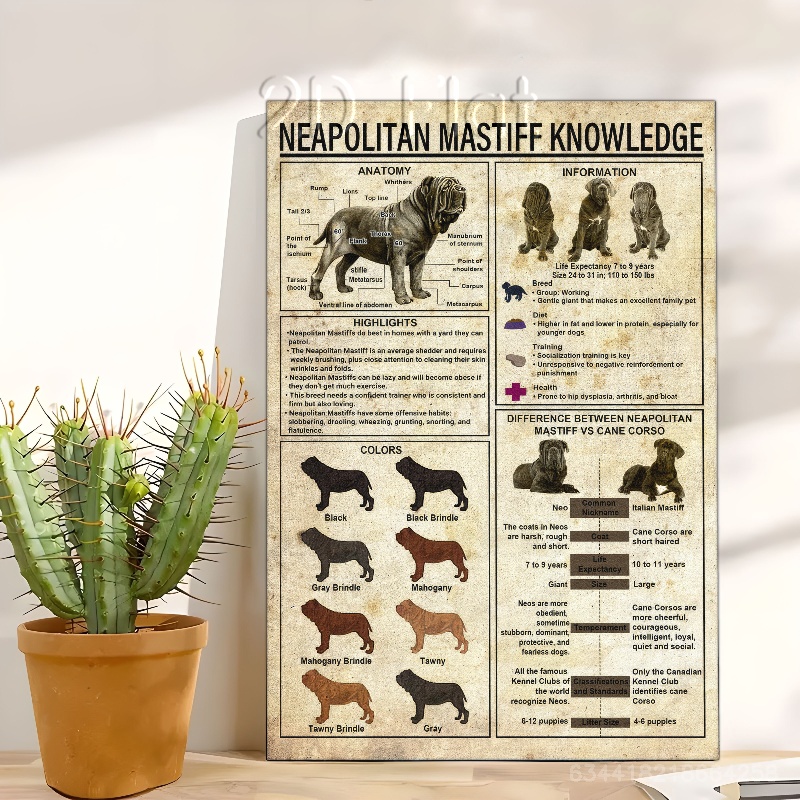 2D Flat
NEAPOLITAN MASTIFF KNOWLEDGE
ANATOMY
Whithers
Rump
Lions
Top line
Tail 2/3
Back
60°
Thorax
Flank
60
Point of
the
ischium
Manubrium
of sternum
Point of
shoulders
stifle
Metatorsus
Tarsus
(hock)
Carpus
Ventral line of abdomen
Metacarpus
HIGHLIGHTS
•Neapolitan Mastiffs do best in homes with a yard they can
patrol.
• The Neapolitan Mastiff is an average shedder and requires
weekly brushing, plus close attention to cleaning their skin
wrinkles and folds.
•Neapolitan Mastiffs can be lazy and will become obese if
they don't get much exercise.
•This breed needs a confident trainer who is consistent and
firm but also loving.
•Neapolitan Mastiffs have some offensive habits:
slobbering, drooling, wheezing, grunting, snorting, and
flatulence.
COLORS
Black
Black Brindle
Gray Brindle
Mahogany
Mahogany Brindle
Tawny
Tawny Brindle
Gray
INFORMATION
Life Expectancy 7 to 9 years
Size 24 to 31 in; 110 to 150 lbs
Breed
• Group: Working
• Gentle giant that makes an excellent family pet
Diet
• Higher in fat and lower in protein, especially for
younger dogs
Training
• Socialization training is key
• Unresponsive to negative reinforcement or
punishment
Health
• Prone to hip dysplasia, arthritis, and bloat
DIFFERENCE BETWEEN NEAPOLITAN
MASTIFF VS CANE CORSO
Neo
Common
Nickname
Italian Mastiff
The coats in Neos
are harsh, rough
and short.
Coat
Cane Corso are
short haired
7 to 9 years
Life
Expectancy
10 to 11 years
Giant
Size
Large
Neos are more
obedient,
sometime
stubborn, dominant,
protective, and
fearless dogs.
Temperament
Cane Corsos are
more cheerful,
courageous,
intelligent, loyal,
quiet and social.
All the famous
Kennel Clubs of
the world
recognize Neos.
Classifications
and Standards
Only the Canadian
Kennel Club
identifies cane
Corso
6-12 puppies
Litter Size
4-6 puppies